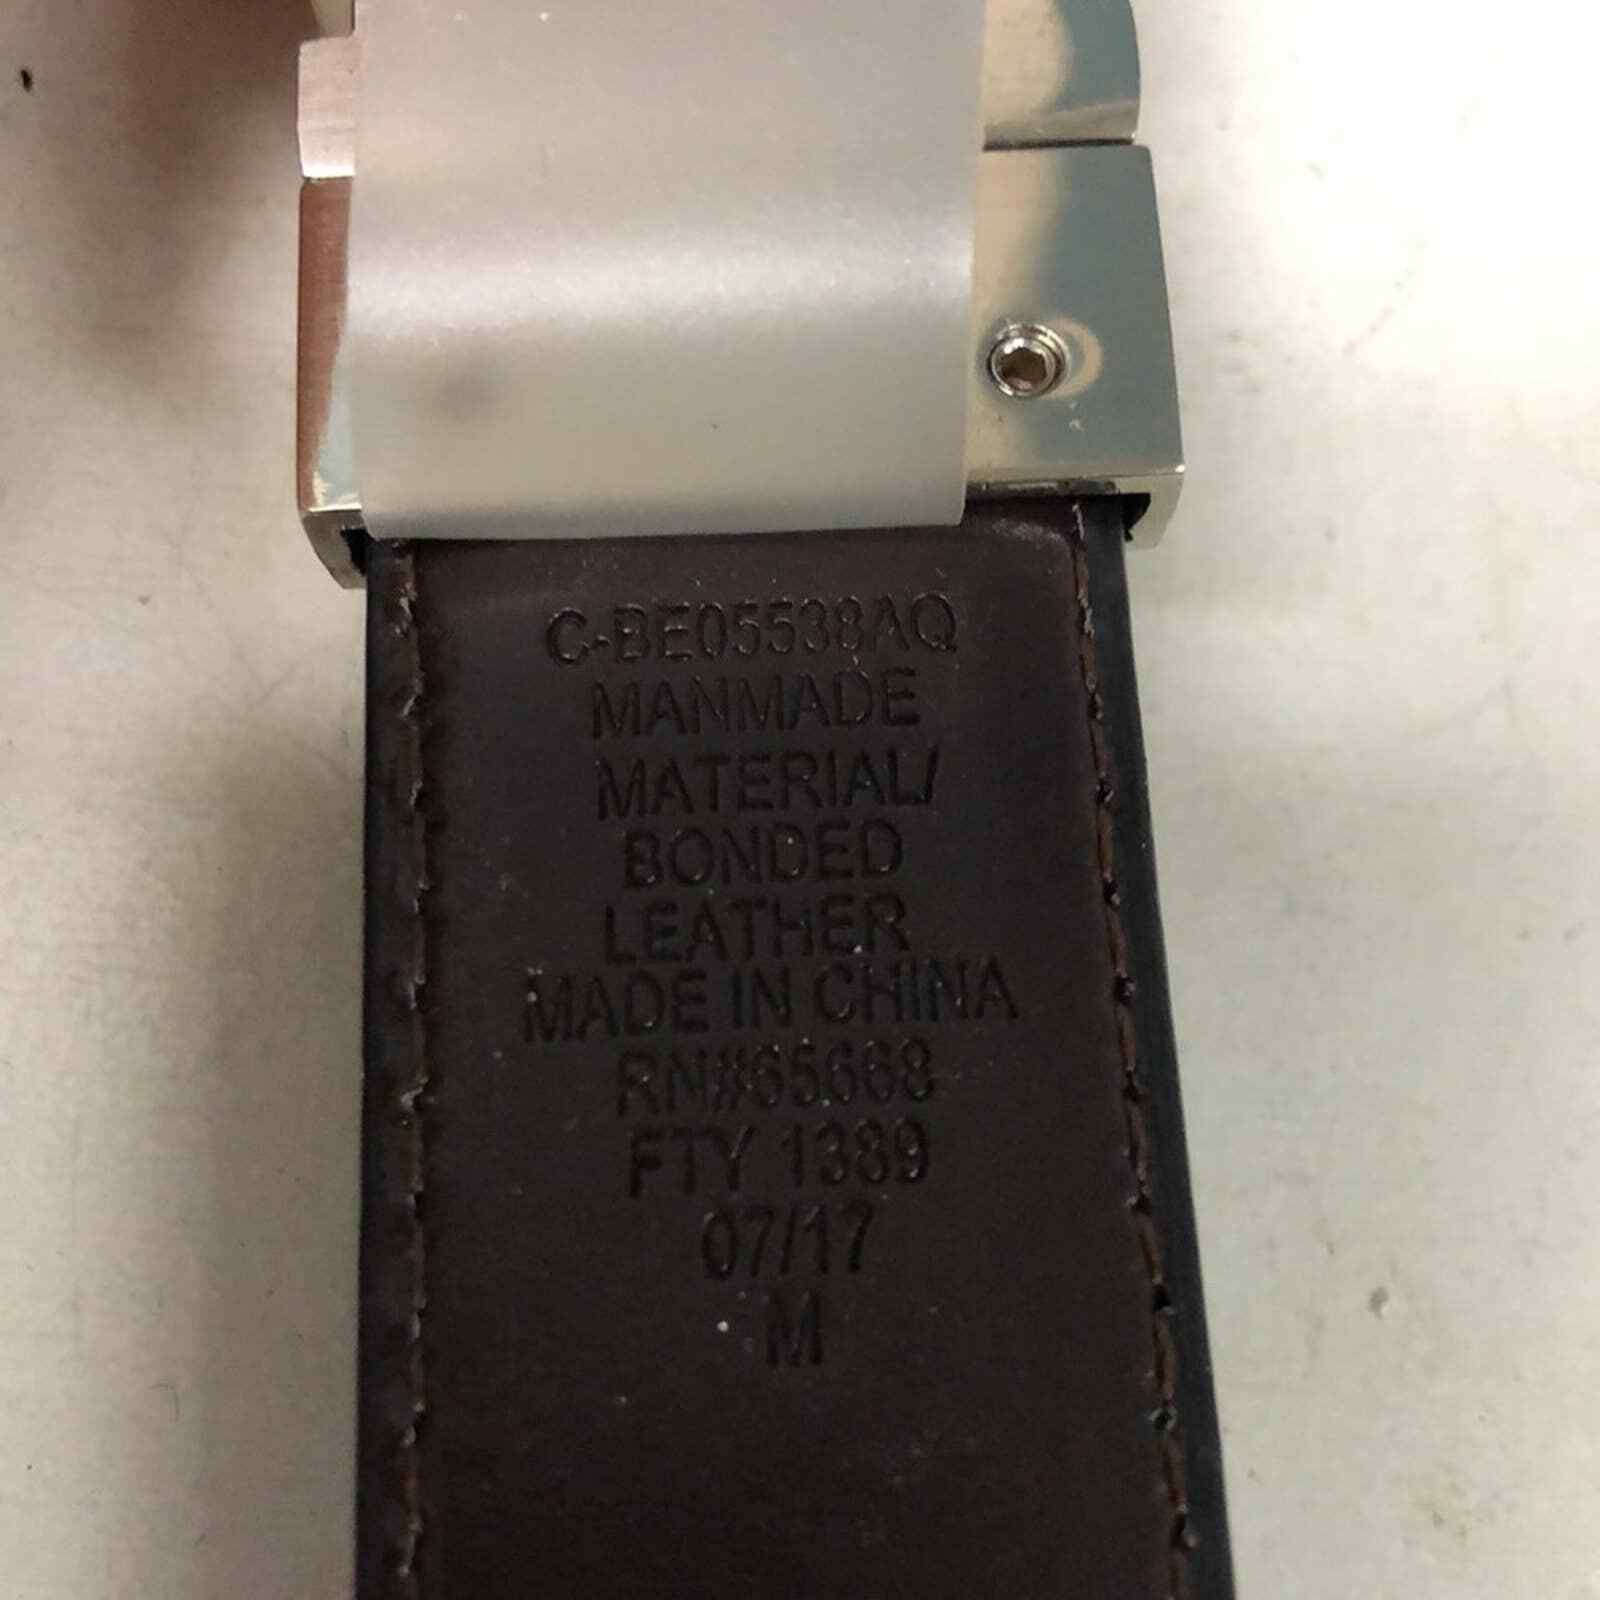 C-BE05538AQ
MANMADE
MATERIAL/
BONDED
LEATHER
MADE IN CHINA
RN#65668
FTY 1389
07/17
M